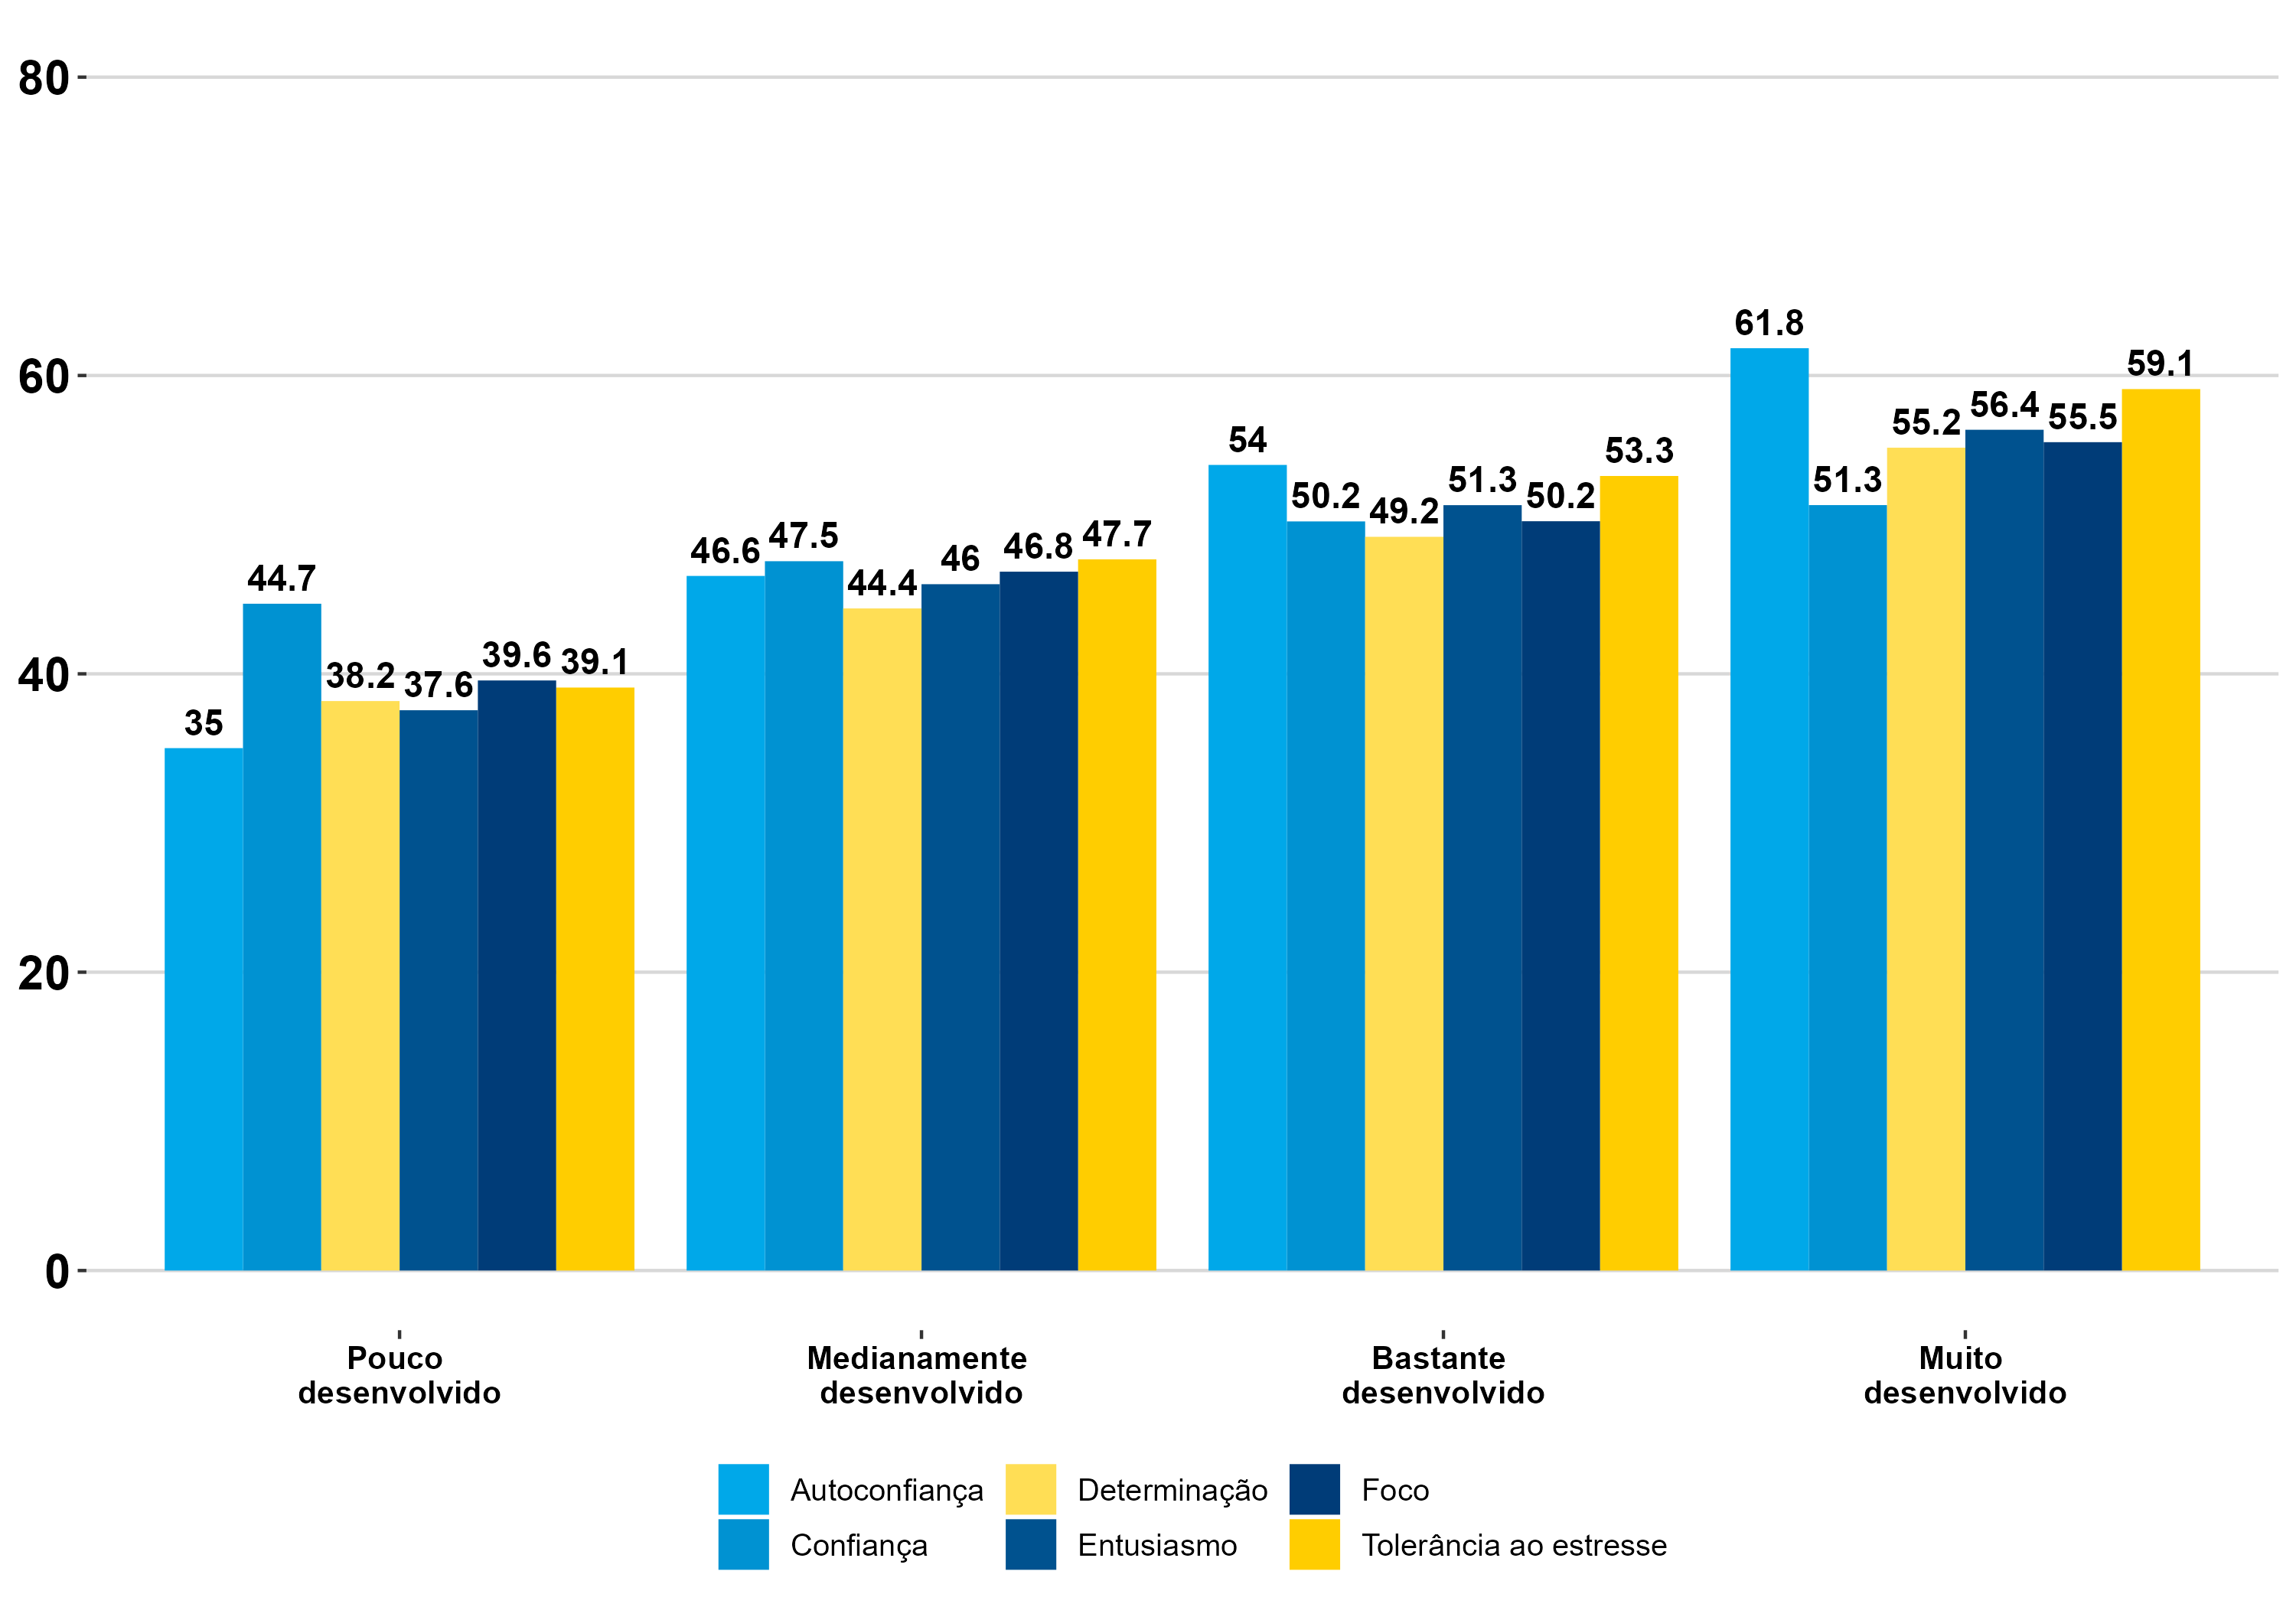 80
60
40
20
0
35
44.7
38.2
37.6
39.6
39.1
46.6
47.5
44.4
46
46.8
47.7
54
50.2
49.2
51.3
50.2
53.3
61.8
51.3
55.2
56.4
55.5
59.1
Pouco
desenvolvido
Medianamente
desenvolvido
Bastante
desenvolvido
Muito
desenvolvido
Autoconfiança
Determinação
Foco
Confiança
Entusiasmo
Tolerância ao estresse